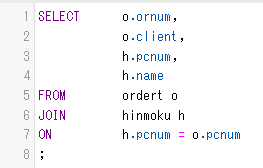 1 SELECT o.ornum,
2 o.client,
3 h.pcnum,
4 h.name
5 FROM ordert o
6 JOIN hinmoku h
7 ON h.pcnum = o.pcnum
8 ;